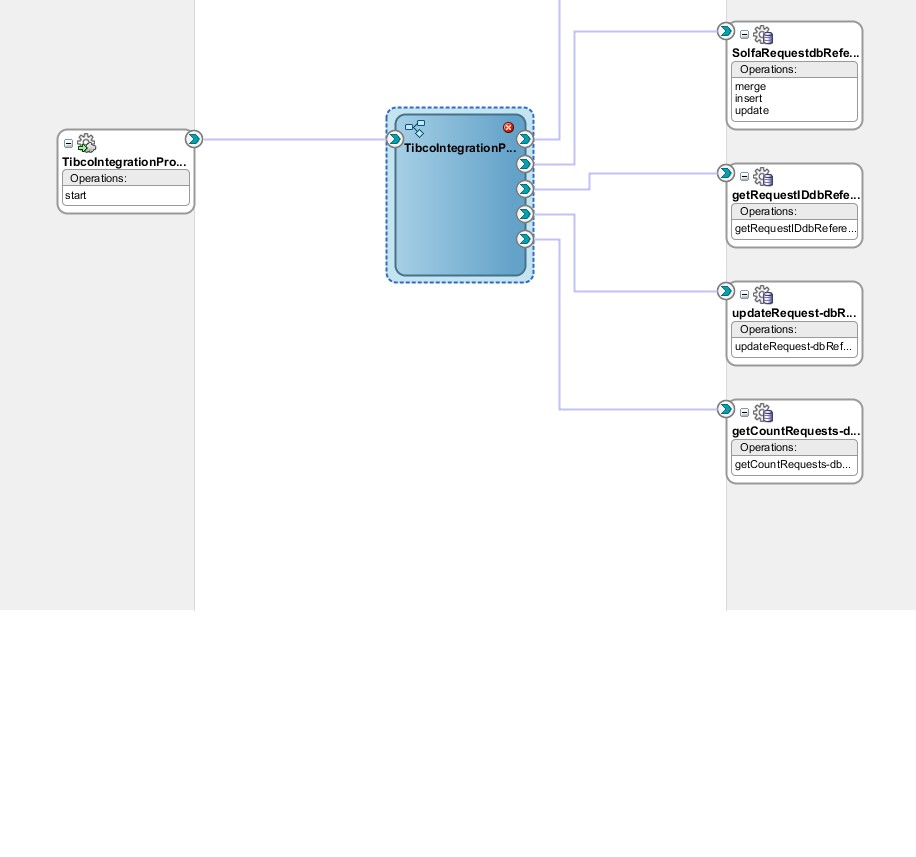 TibcoIntegrationPro...
Operations:
start
TibcoIntegrationP...
SolfaRequestdbRefe...
Operations:
merge
insert
update
getRequestIDdbRefe...
Operations:
getRequestIDdbRefere...
updateRequest-dbR...
Operations:
updateRequest-dbRef...
getCountRequests-d...
Operations:
getCountRequests-db...